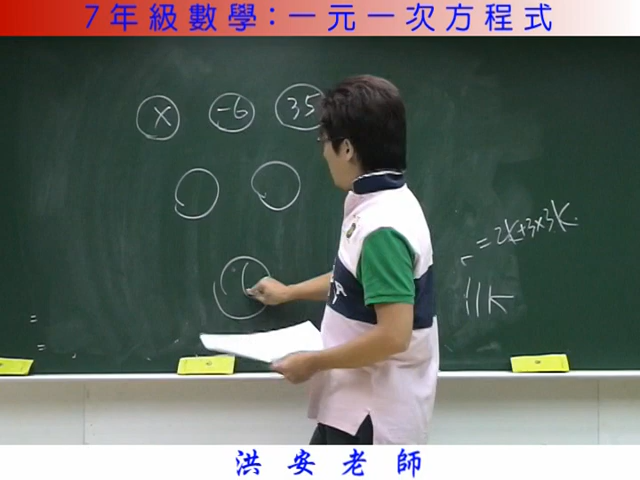 7年級數學:一元一次方程式
x -6 35
= 2k+3×3k
11k
=
=
洪安老師